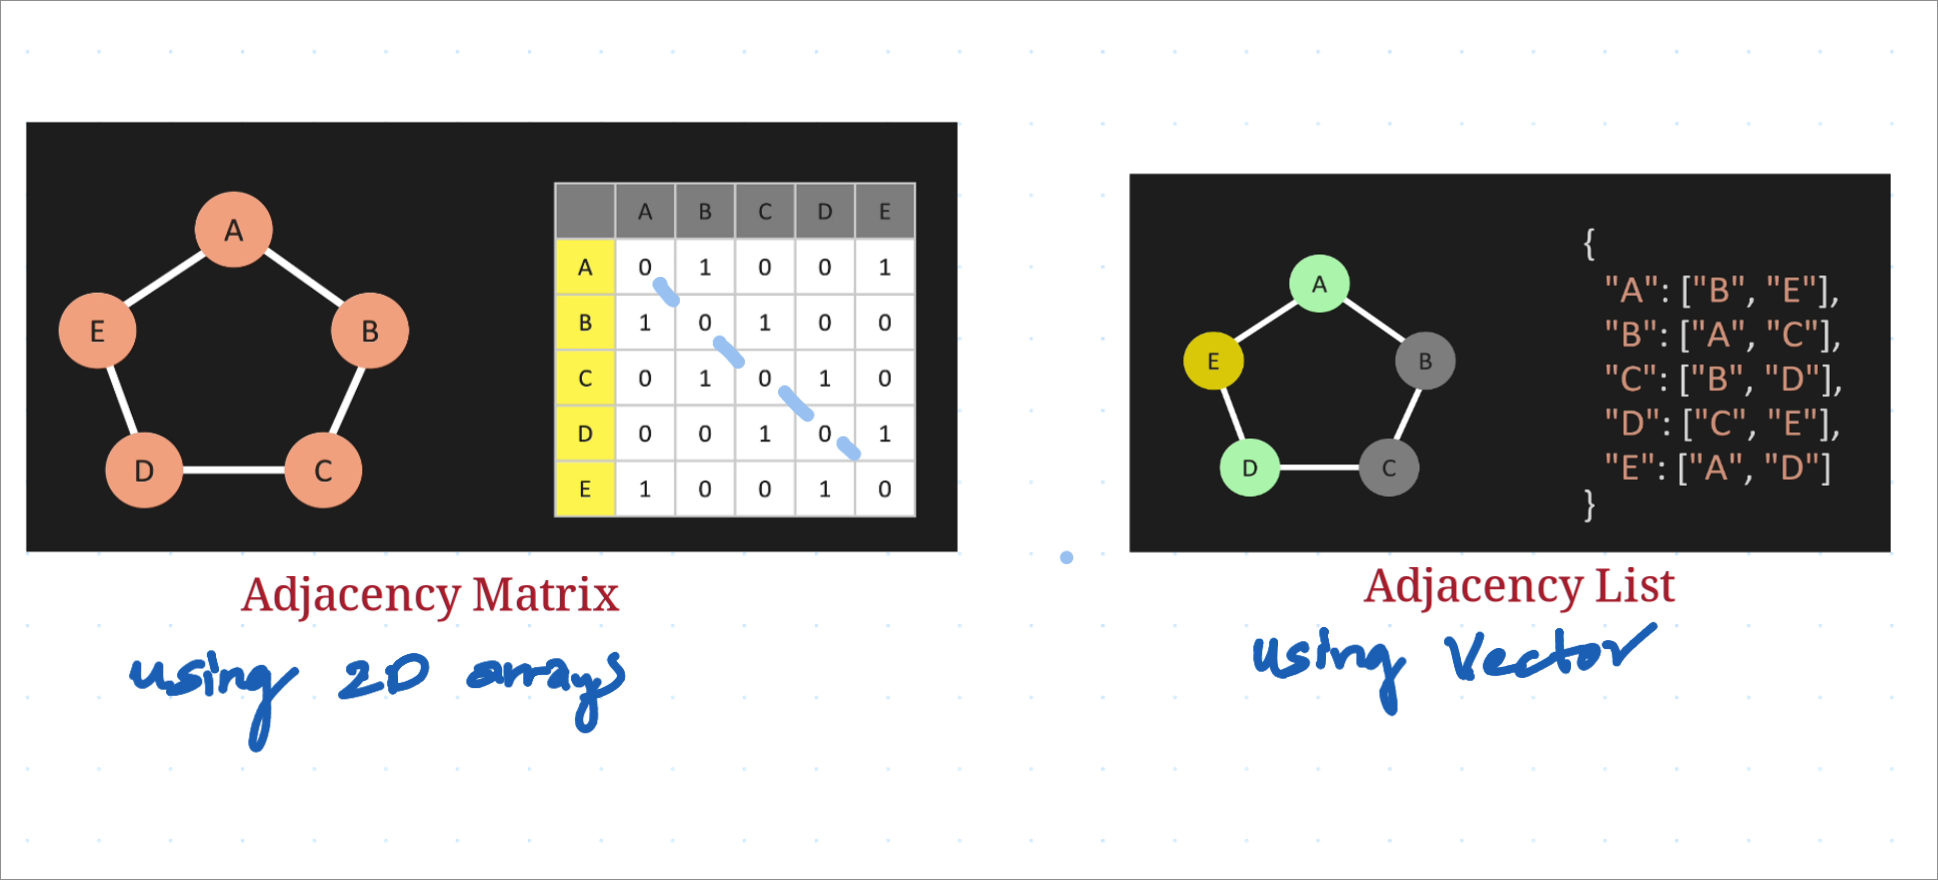 A
E
B
D
C
A B C D E
A 0 1 0 0 1
B 1 0 1 0 0
C 0 1 0 1 0
D 0 0 1 0 1
E 1 0 0 1 0
Adjacency Matrix
using 2D arrays
A
E
B
D
C
{
"A": ["B", "E"],
"B": ["A", "C"],
"C": ["B", "D"],
"D": ["C", "E"],
"E": ["A", "D"]
}
Adjacency List
using Vector